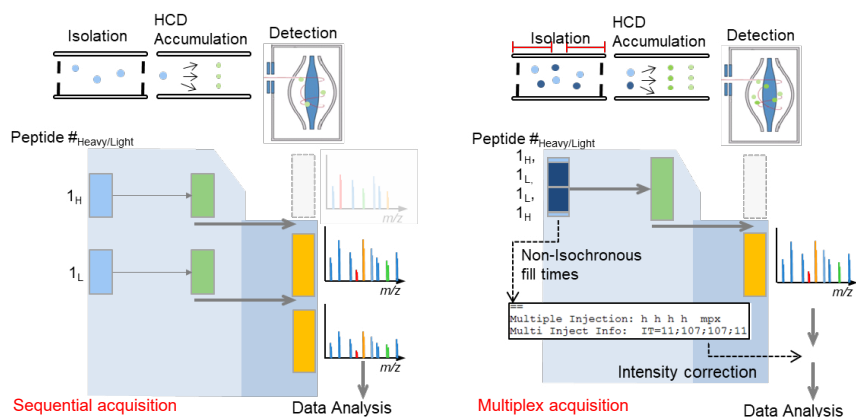 Isolation
HCD
Accumulation
Detection
Peptide #Heavy/Light
1H
1L
m/z
m/z
m/z
Sequential acquisition
Data Analysis
Isolation
HCD
Accumulation
Detection
Peptide #Heavy/Light
1H,
1L,
1L,
1H
Non-Isochronous
fill times
m/z
==
Multiple Injection: h h h h mpx
Multi Inject Info: IT=11;107;107;11
Intensity correction
Multiplex acquisition
Data Analysis